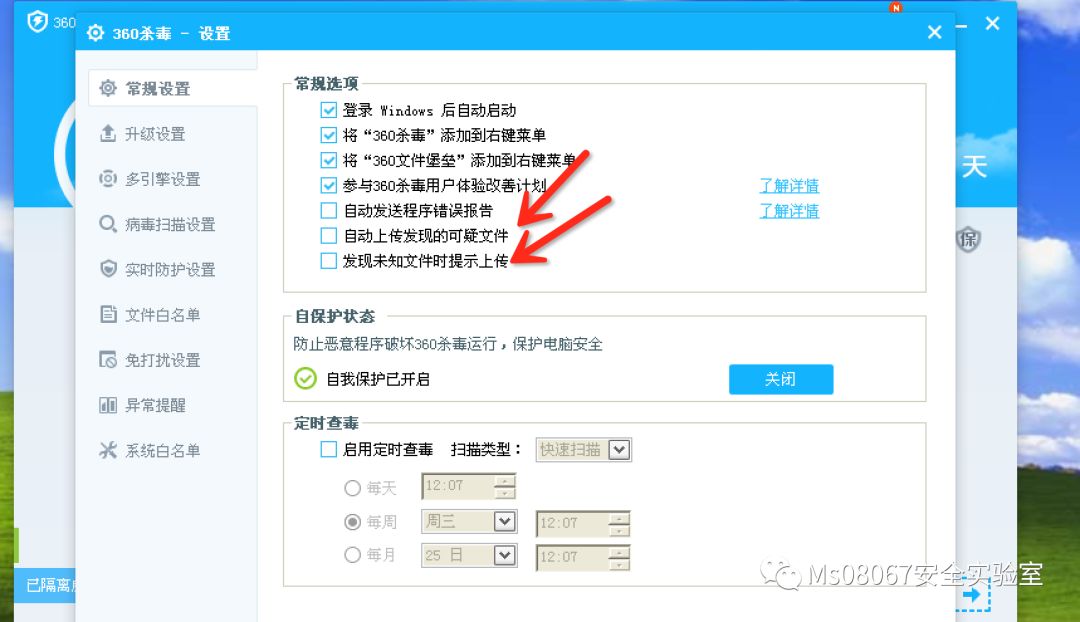 360
N
360杀毒 - 设置
常规设置
升级设置
多引擎设置
病毒扫描设置
实时防护设置
文件白名单
免打扰设置
异常提醒
系统白名单
常规选项
登录 Windows 后自动启动
将“360杀毒”添加到右键菜单
将“360文件堡垒”添加到右键菜单
参与360杀毒用户体验改善计划 了解详情
自动发送程序错误报告 了解详情
自动上传发现的可疑文件
发现未知文件时提示上传
自保护状态
防止恶意程序破坏360杀毒运行，保护电脑安全
自我保护已开启 关闭
定时查毒
启用定时查毒 扫描类型： 快速扫描
每天 12:07
每周 周三 12:07
每月 25 日 12:07
天
保
已隔离
Ms08067安全实验室